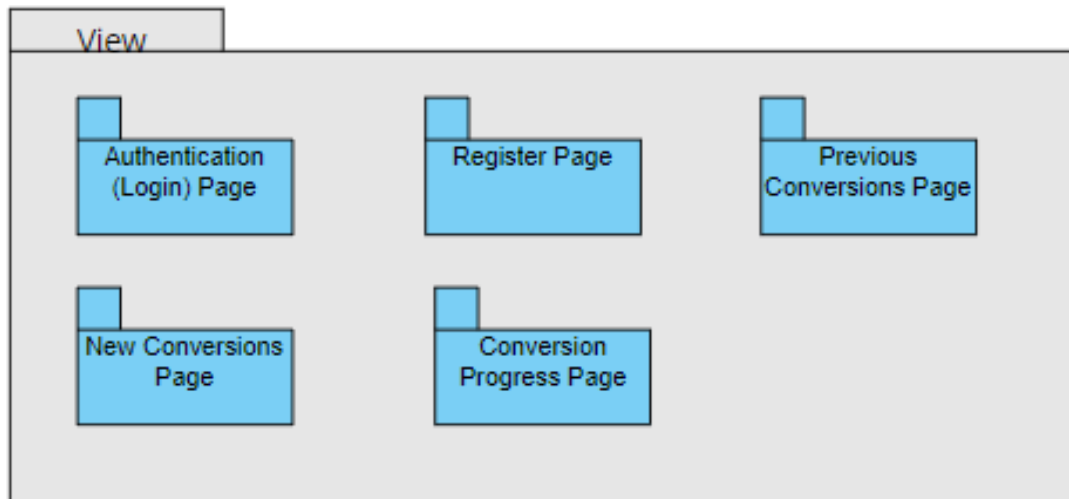 View
Authentication
(Login) Page
Register Page
Previous
Conversions Page
New Conversions
Page
Conversion
Progress Page